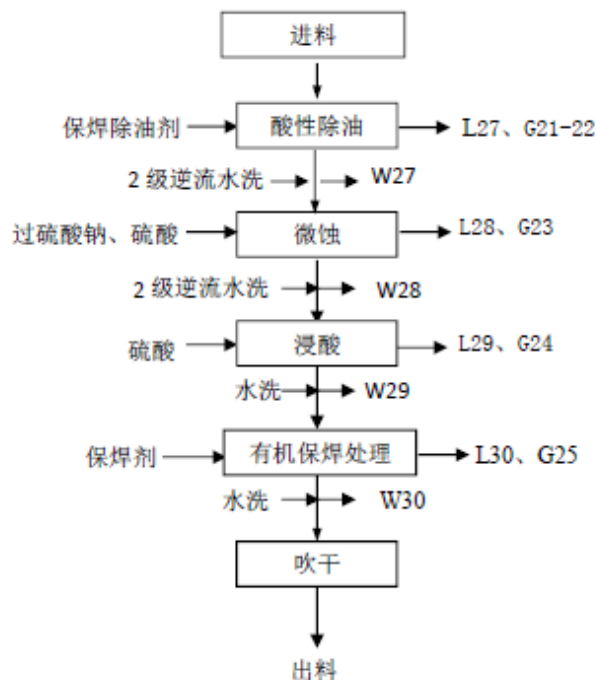 进料
保焊除油剂 酸性除油 L27、G21-22
2级逆流水洗 W27
过硫酸钠、硫酸 微蚀 L28、G23
2级逆流水洗 W28
硫酸 浸酸 L29、G24
水洗 W29
保焊剂 有机保焊处理 L30、G25
水洗 W30
吹干
出料